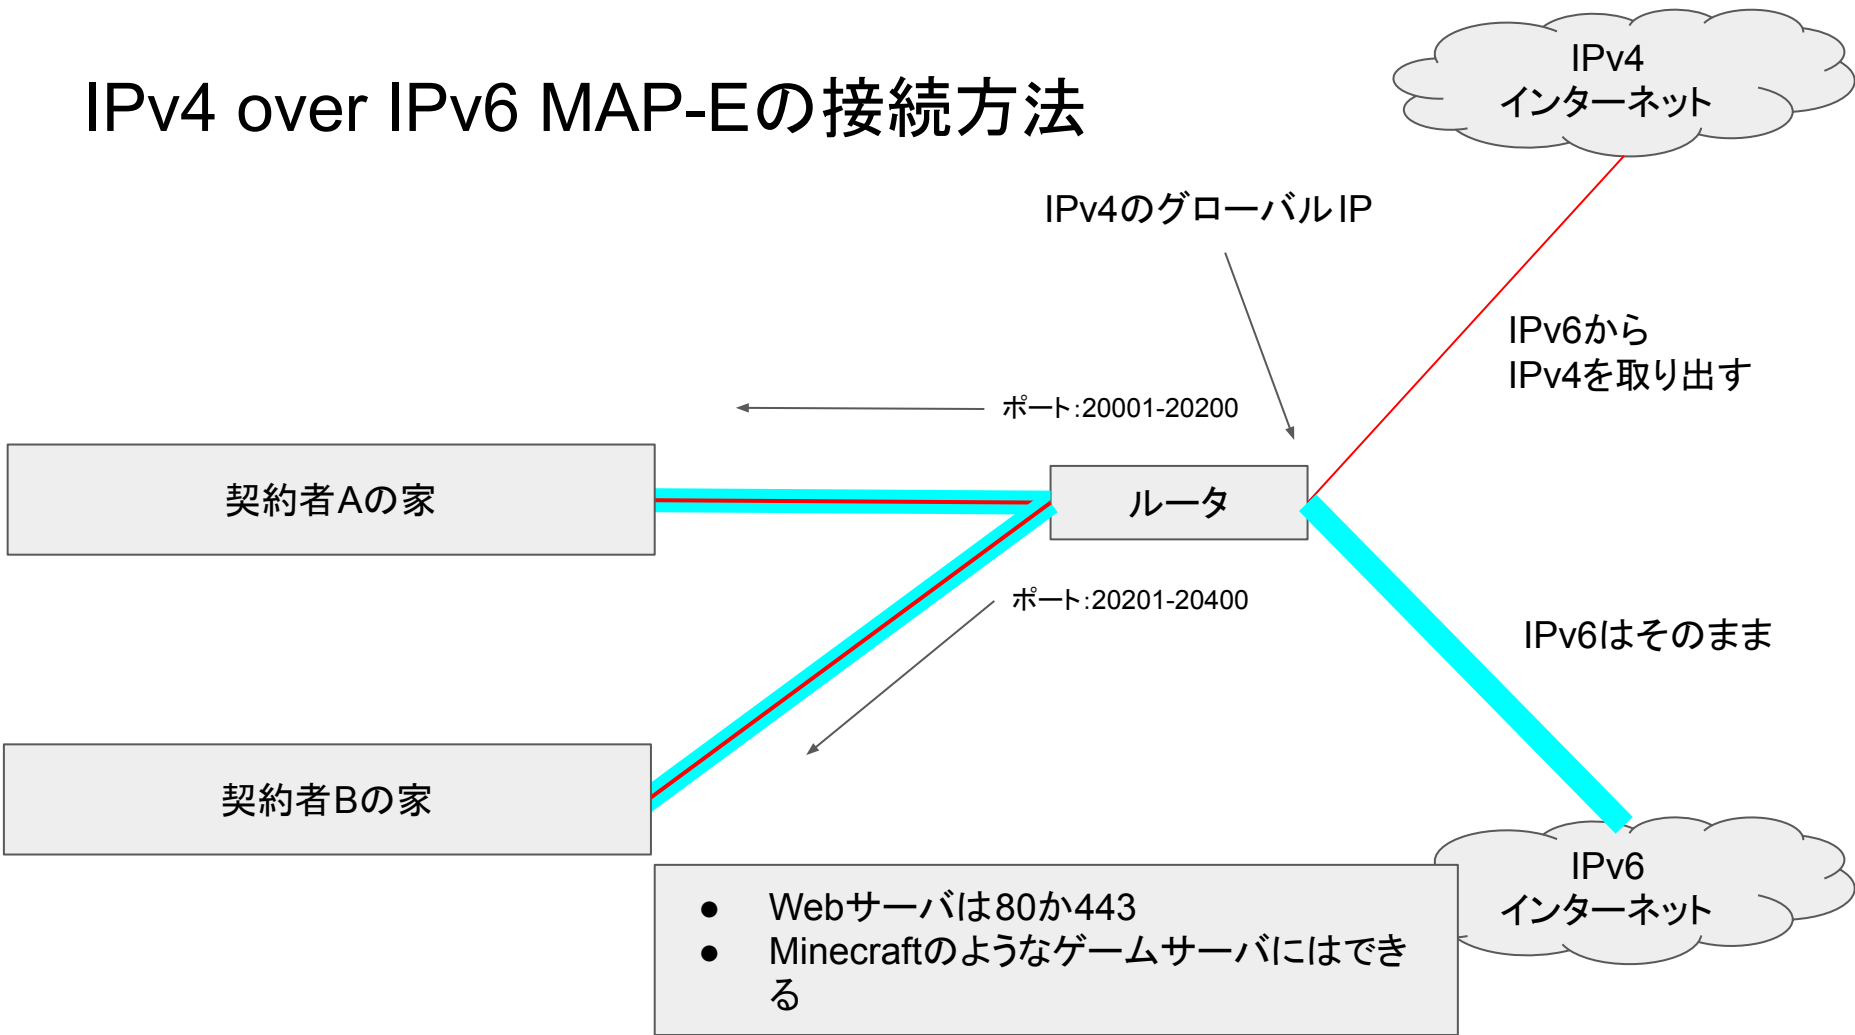 IPv4 over IPv6 MAP-Eの接続方法
IPv4
インターネット
IPv4のグローバルIP
IPv6から
IPv4を取り出す
ポート:20001-20200
契約者Aの家
ルータ
ポート:20201-20400
IPv6はそのまま
契約者Bの家
IPv6
インターネット
● Webサーバは80か443
● Minecraftのようなゲームサーバにはでき
る